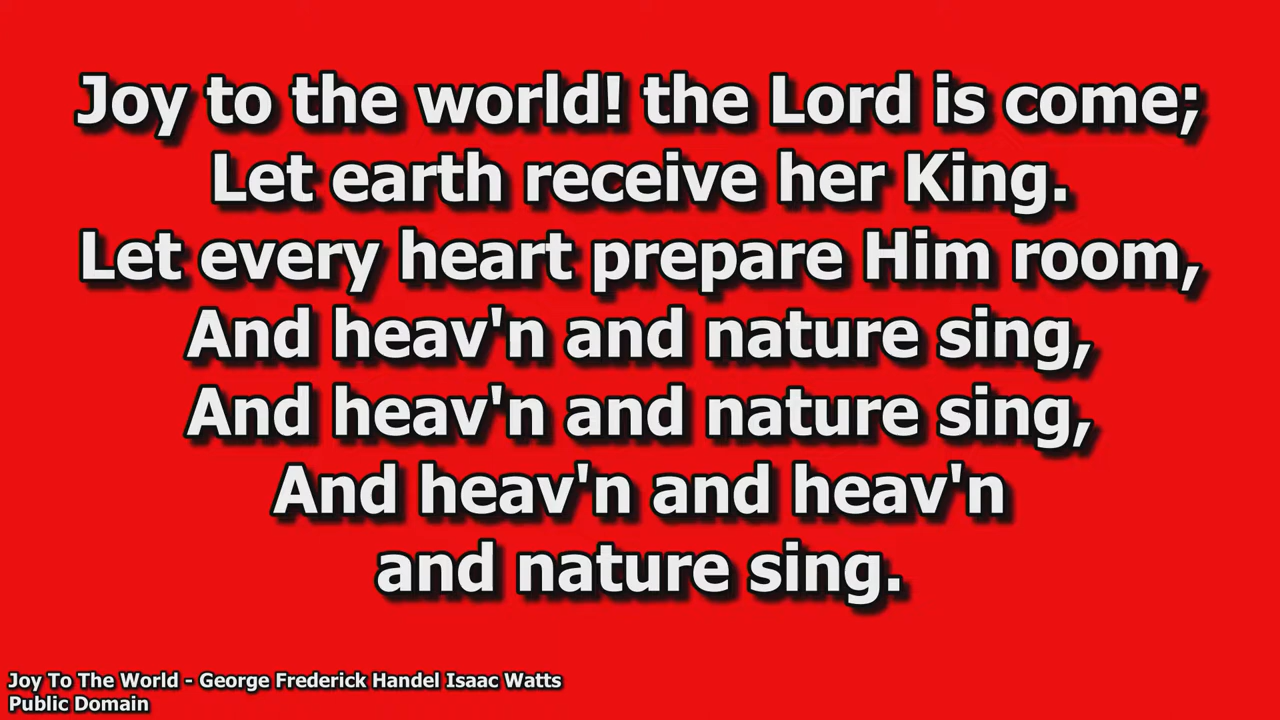 Joy to the world! the Lord is come;
Let earth receive her King.
Let every heart prepare Him room,
And heav'n and nature sing,
And heav'n and nature sing,
And heav'n and heav'n
and nature sing.
Joy To The World - George Frederick Handel Isaac Watts
Public Domain